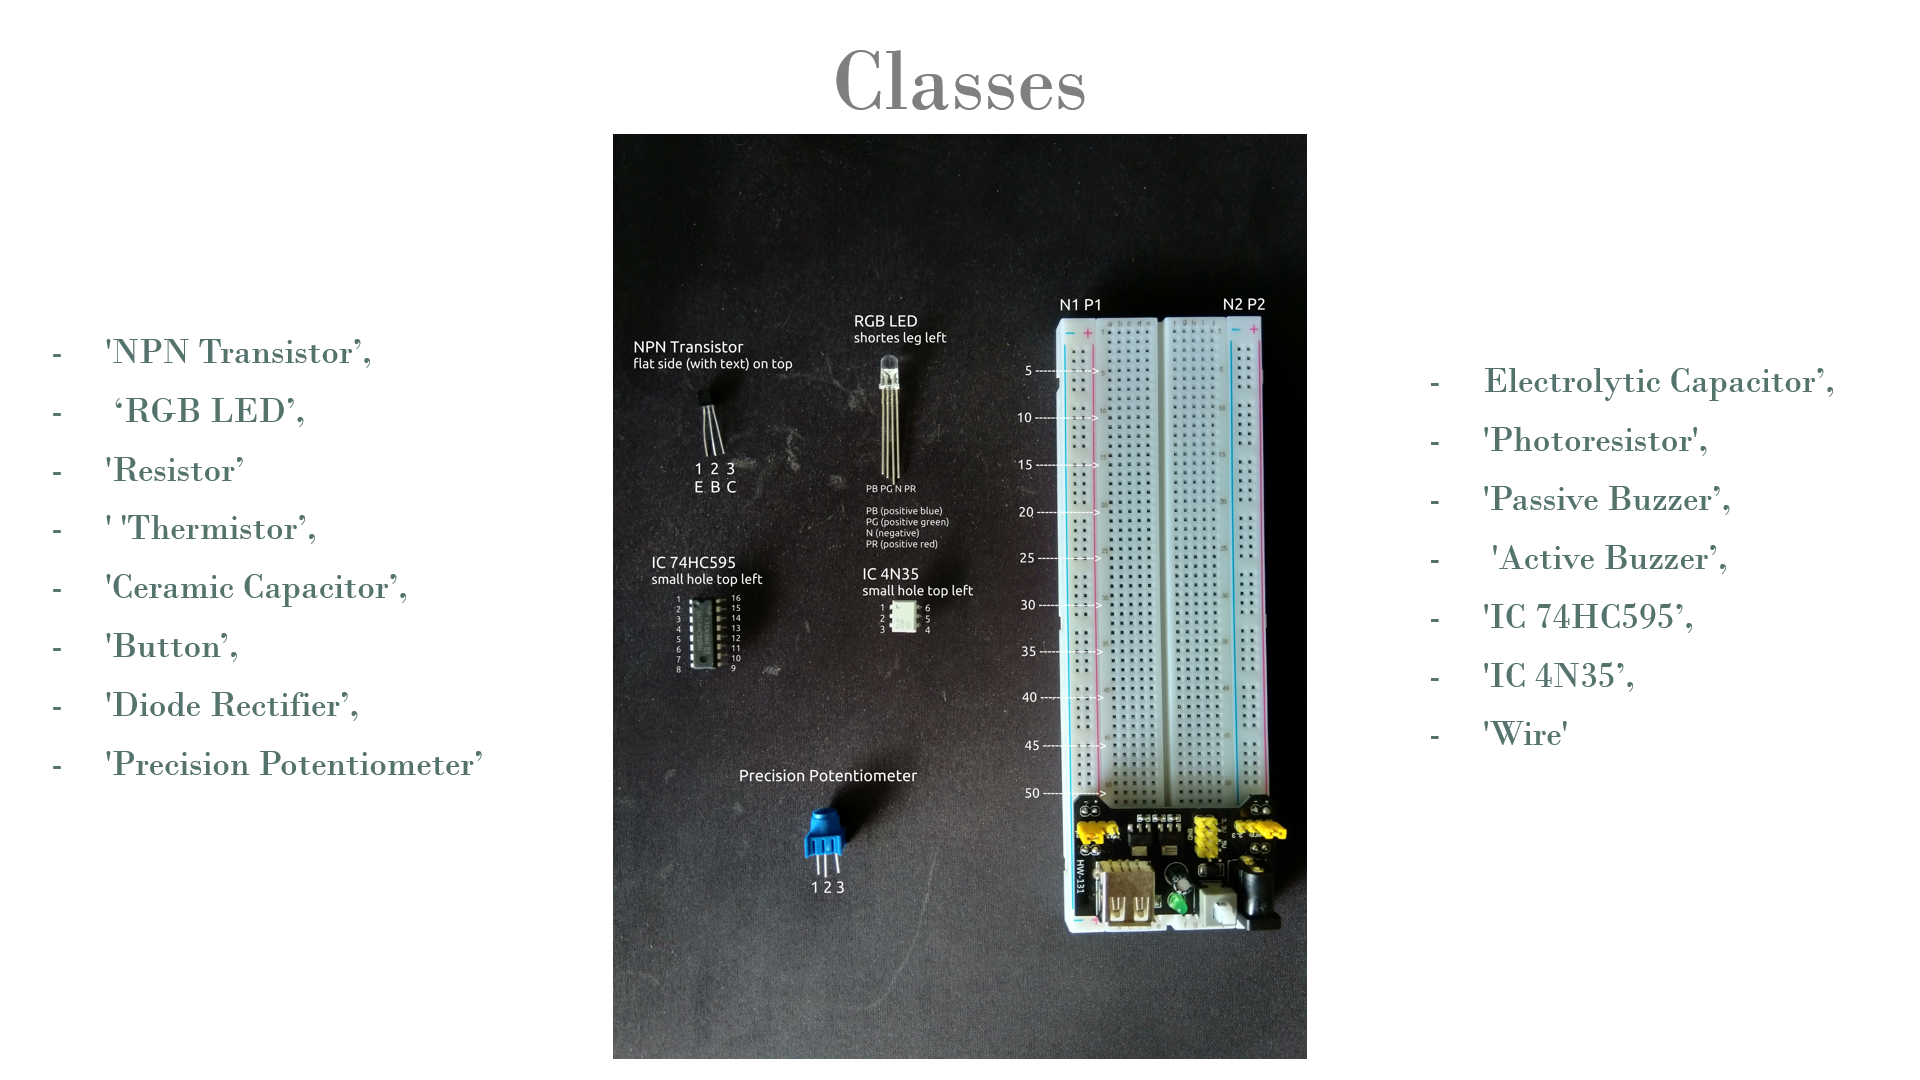 Classes
- 'NPN Transistor’,
- ‘RGB LED’,
- 'Resistor’
- ' 'Thermistor’,
- 'Ceramic Capacitor’,
- 'Button’,
- 'Diode Rectifier’,
- 'Precision Potentiometer’
NPN Transistor
flat side (with text) on top
1 2 3
E B C
RGB LED
shortes leg left
PB PG N PR
PB (positive blue)
PG (positive green)
N (negative)
PR (positive red)
IC 74HC595
small hole top left
1 16
2 15
3 14
4 13
5 12
6 11
7 10
8 9
IC 4N35
small hole top left
1 6
2 5
3 4
Precision Potentiometer
1 2 3
N1 P1
N2 P2
- +
- +
5 ---------->
10 ---------->
15 ---------->
20 ---------->
25 ---------->
30 ---------->
35 ---------->
40 ---------->
45 ---------->
50 ---------->
GND
3.3V
5V
HW-131
- +
- Electrolytic Capacitor’,
- 'Photoresistor',
- 'Passive Buzzer’,
- 'Active Buzzer’,
- 'IC 74HC595’,
- 'IC 4N35’,
- 'Wire'